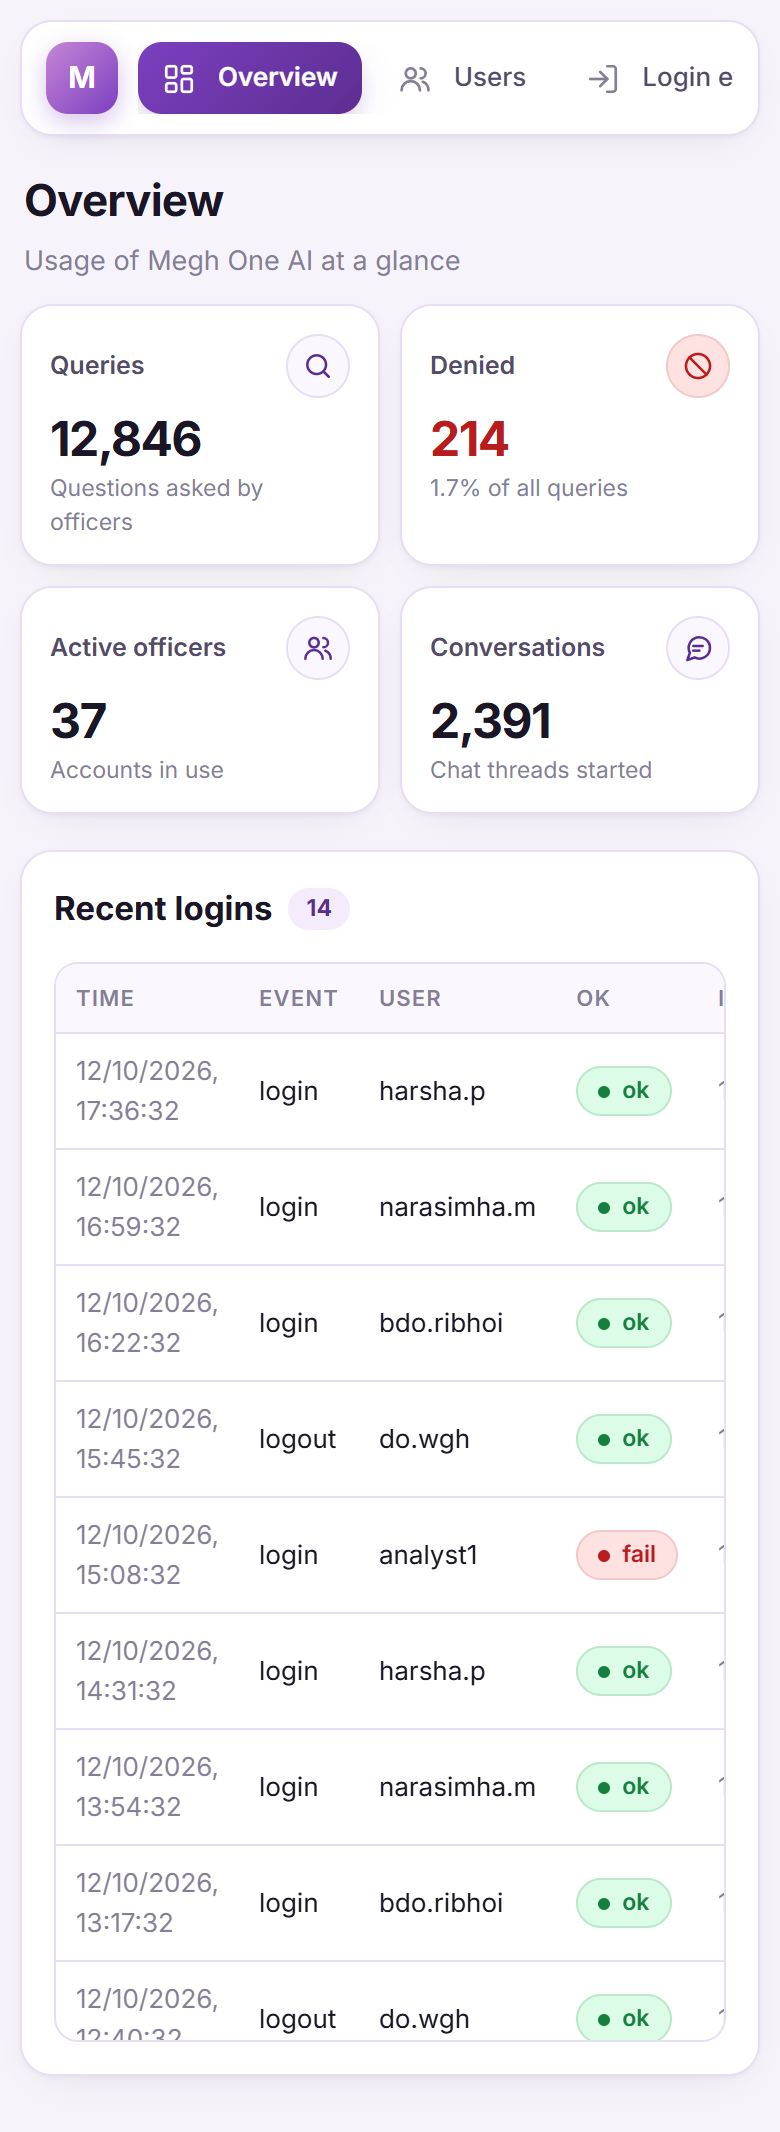 M Overview Users Login e
Overview
Usage of Megh One AI at a glance
Queries
12,846
Questions asked by
officers
Denied
214
1.7% of all queries
Active officers
37
Accounts in use
Conversations
2,391
Chat threads started
Recent logins 14
TIME EVENT USER OK
12/10/2026,
17:36:32 login harsha.p ok
12/10/2026,
16:59:32 login narasimha.m ok
12/10/2026,
16:22:32 login bdo.ribhoi ok
12/10/2026,
15:45:32 logout do.wgh ok
12/10/2026,
15:08:32 login analyst1 fail
12/10/2026,
14:31:32 login harsha.p ok
12/10/2026,
13:54:32 login narasimha.m ok
12/10/2026,
13:17:32 login bdo.ribhoi ok
12/10/2026,
12:40:32 logout do.wgh ok